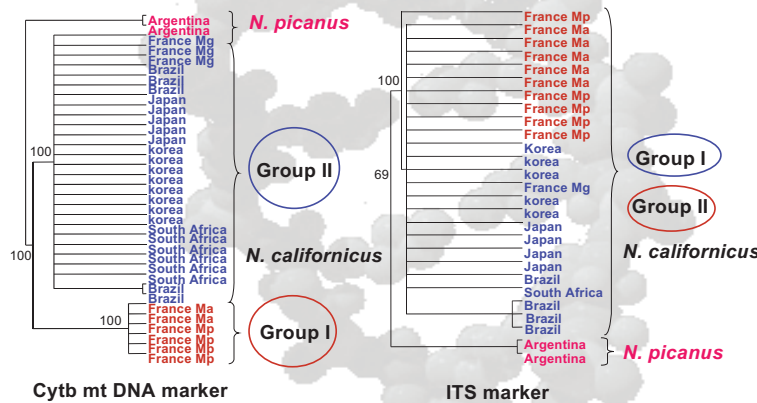 Argentina
Argentina
N. picanus
France Mg
France Mg
France Mg
Brazil
Brazil
Brazil
Japan
Japan
Japan
Japan
Japan
korea
korea
korea
korea
korea
korea
korea
korea
South Africa
South Africa
South Africa
South Africa
South Africa
South Africa
Brazil
Brazil
France Ma
France Ma
France Mp
France Mp
France Mp
France Mp
100
100
100
Group II
N. californicus
Group I
Cytb mt DNA marker
France Mp
France Ma
France Mp
France Ma
France Ma
France Ma
France Mp
France Mp
France Mp
France Mp
Korea
korea
korea
France Mg
korea
korea
Japan
Japan
Japan
Japan
Brazil
South Africa
Brazil
Brazil
Brazil
Argentina
Argentina
100
69
Group I
Group II
N. californicus
N. picanus
ITS marker